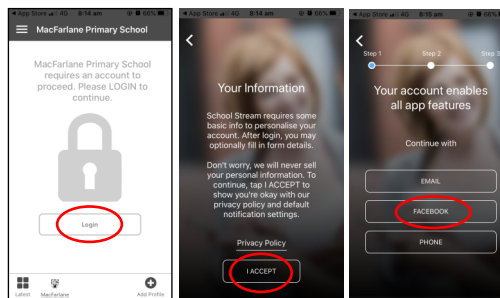 App Store 4G 8:14 am 66%
MacFarlane Primary School
MacFarlane Primary School
requires an account to
proceed. Please LOGIN to
continue.
Login
Latest
MacFarlane
Add Profile
App Store 4G 8:14 am 66%
Your Information
School Stream requires some
basic info to personalise your
account. After login, you may
optionally fill in form details.
Don't worry, we will never sell
your personal information. To
continue, tap I ACCEPT to
show you're okay with our
privacy policy and default
notification settings.
Privacy Policy
I ACCEPT
App Store 4G 8:15 am 66%
Step 1
Step 2
Step 3
Your account enables
all app features
Continue with
EMAIL
FACEBOOK
PHONE